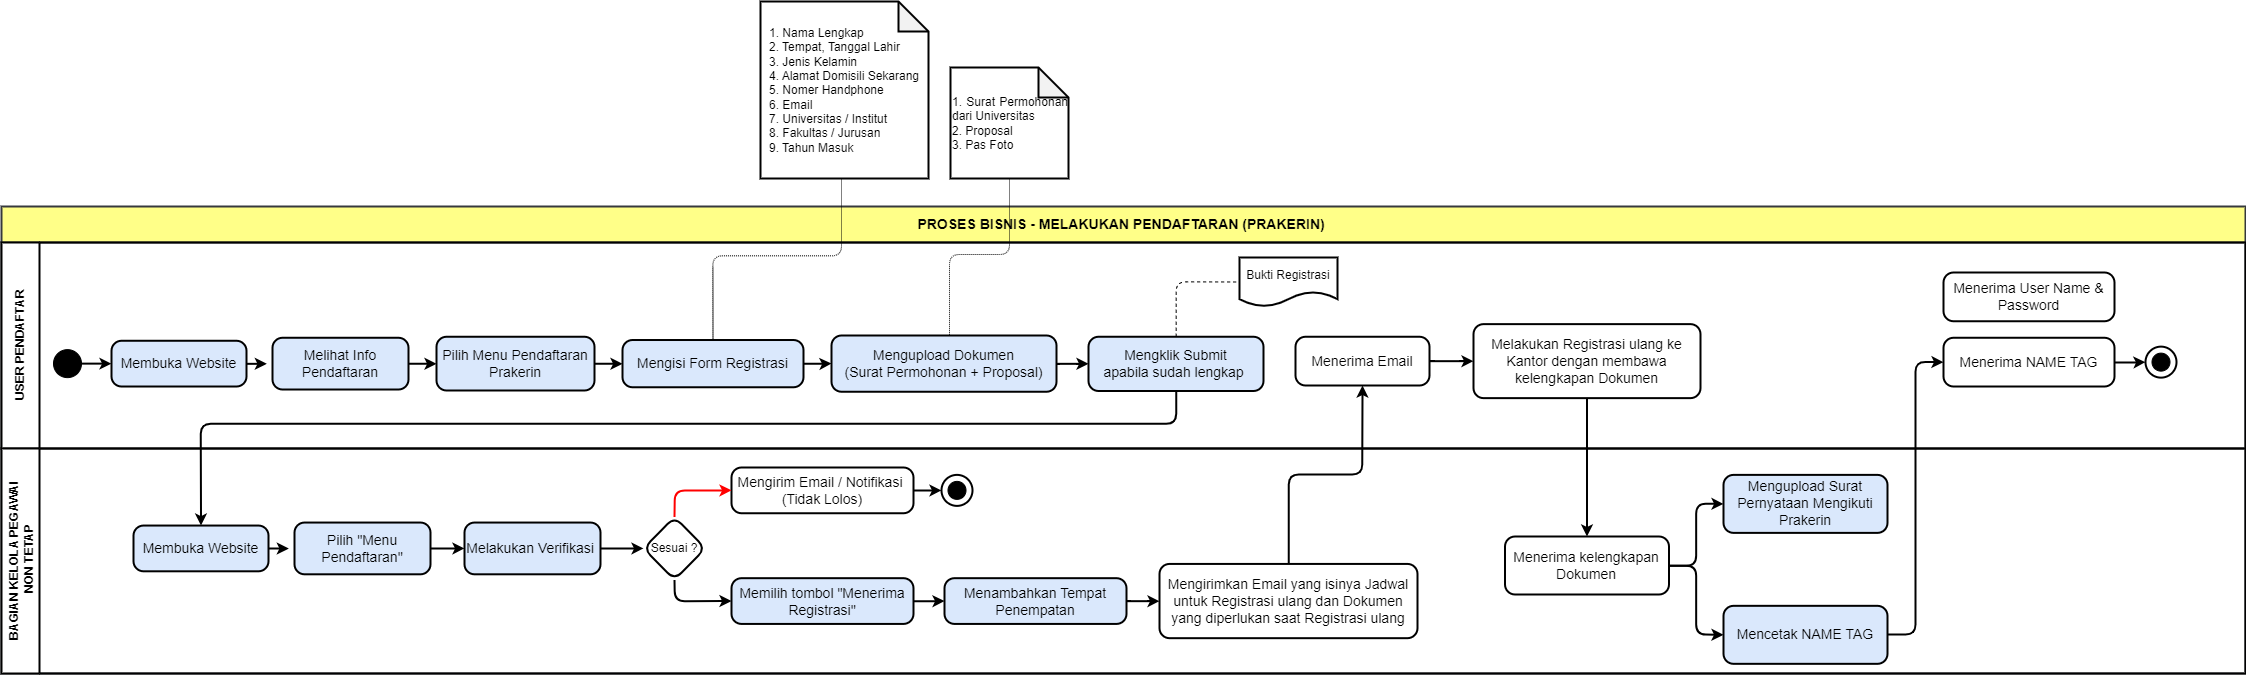 1. Nama Lengkap
2. Tempat, Tanggal Lahir
3. Jenis Kelamin
4. Alamat Domisili Sekarang
5. Nomer Handphone
6. Email
7. Universitas / Institut
8. Fakultas / Jurusan
9. Tahun Masuk
1. Surat Permohonan
dari Universitas
2. Proposal
3. Pas Foto
PROSES BISNIS - MELAKUKAN PENDAFTARAN (PRAKERIN)
USER PENDAFTAR
Membuka Website
Melihat Info
Pendaftaran
Pilih Menu Pendaftaran
Prakerin
Mengisi Form Registrasi
Mengupload Dokumen
(Surat Permohonan + Proposal)
Mengklik Submit
apabila sudah lengkap
Bukti Registrasi
Menerima Email
Melakukan Registrasi ulang ke
Kantor dengan membawa
kelengkapan Dokumen
Menerima User Name &
Password
Menerima NAME TAG
BAGIAN KELOLA PEGAWAI
NON TETAP
Membuka Website
Pilih "Menu
Pendaftaran"
Melakukan Verifikasi
Sesuai ?
Mengirim Email / Notifikasi
(Tidak Lolos)
Memilih tombol "Menerima
Registrasi"
Menambahkan Tempat
Penempatan
Mengirimkan Email yang isinya Jadwal
untuk Registrasi ulang dan Dokumen
yang diperlukan saat Registrasi ulang
Menerima kelengkapan
Dokumen
Mengupload Surat
Pernyataan Mengikuti
Prakerin
Mencetak NAME TAG